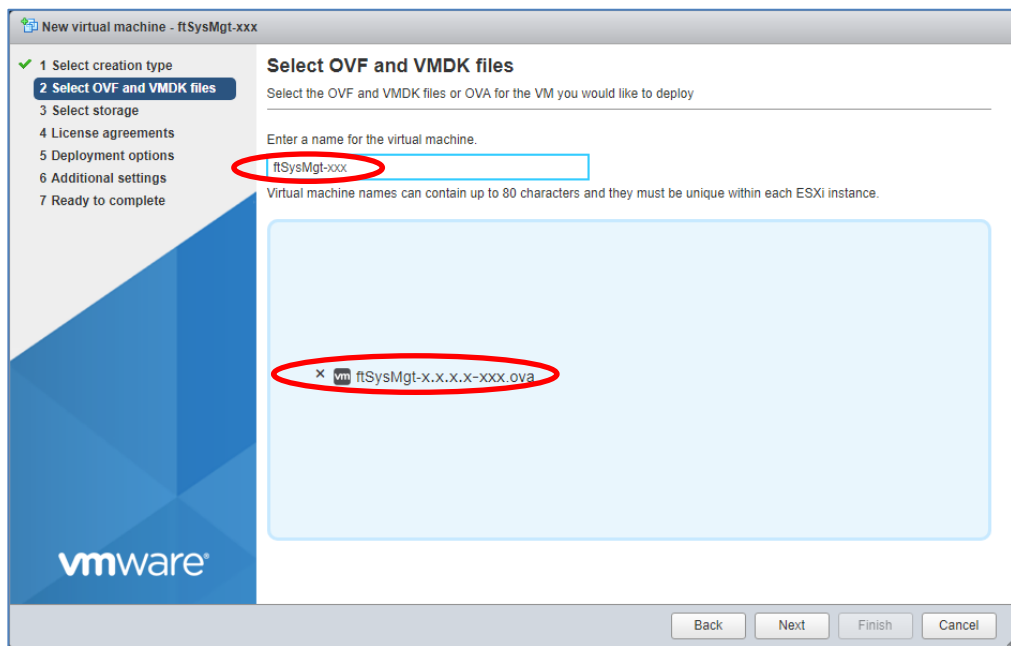 New virtual machine - ftSysMgt-xxx
1 Select creation type
2 Select OVF and VMDK files
3 Select storage
4 License agreements
5 Deployment options
6 Additional settings
7 Ready to complete
vmware®
Select OVF and VMDK files
Select the OVF and VMDK files or OVA for the VM you would like to deploy
Enter a name for the virtual machine.
ftSysMgt-xxx
Virtual machine names can contain up to 80 characters and they must be unique within each ESXi instance.
× vm ftSysMgt-x.x.x.x-xxx.ova
Back Next Finish Cancel